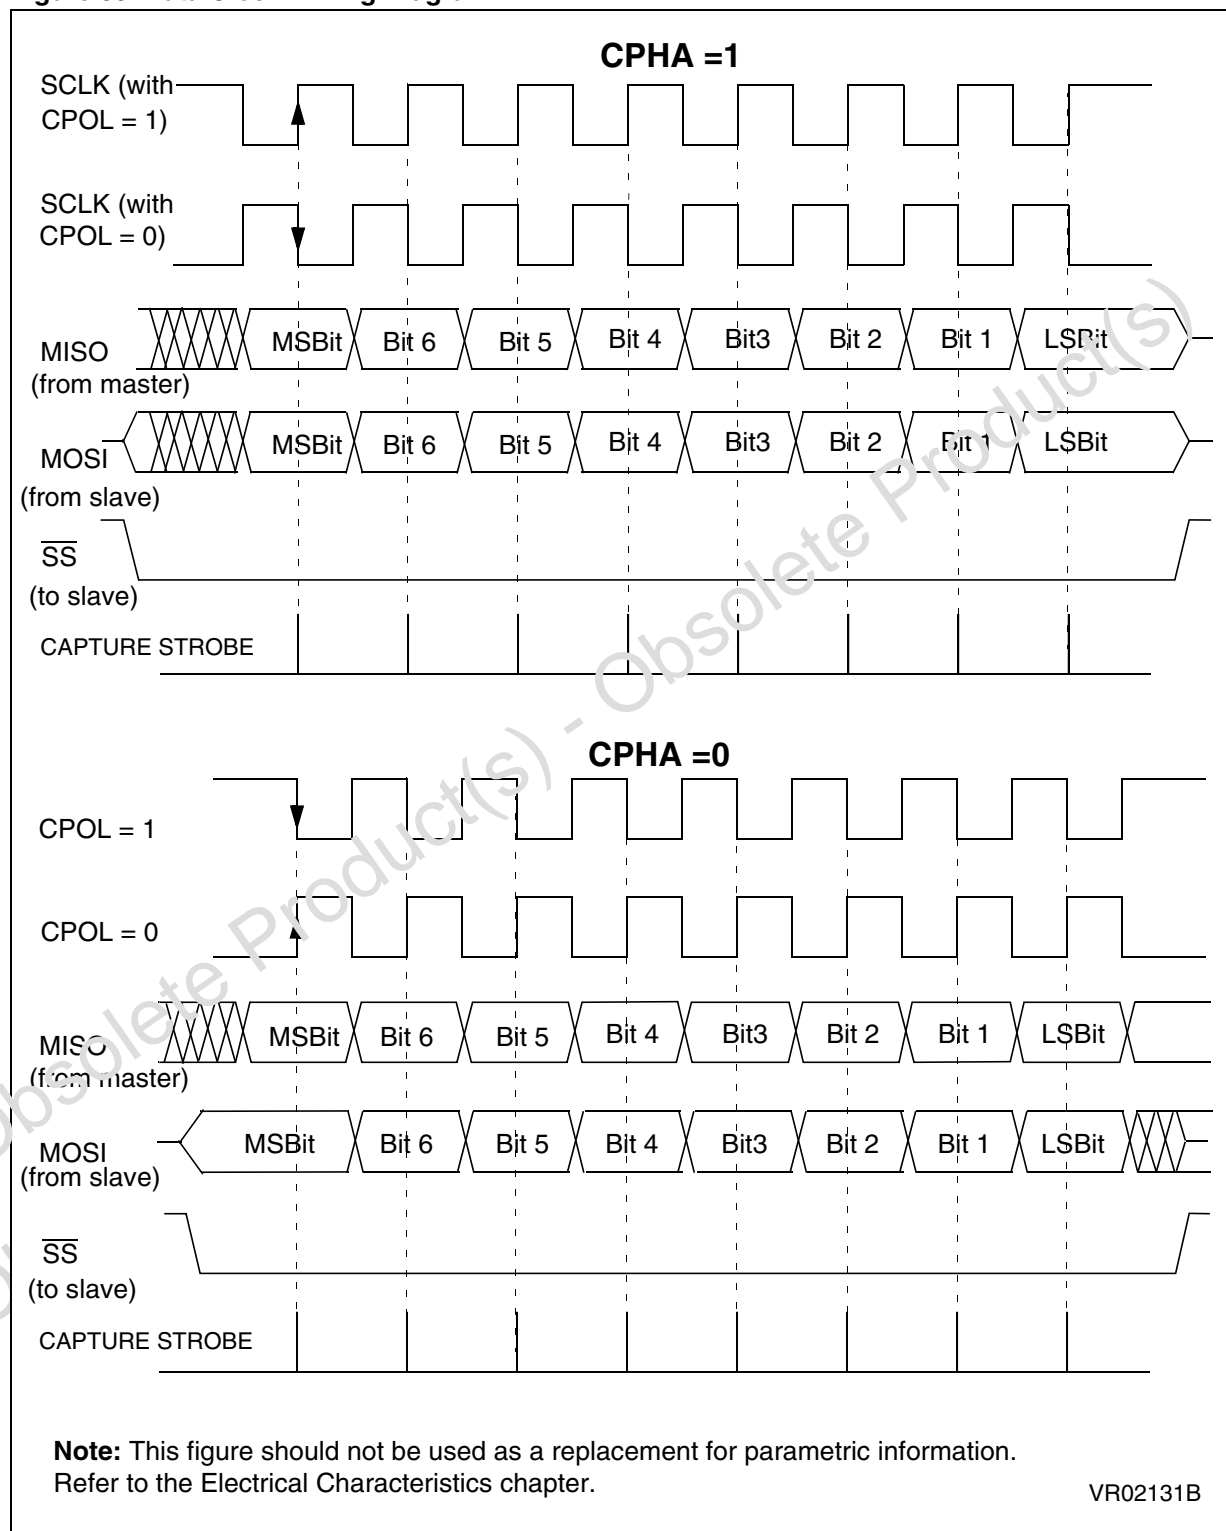 CPHA =1
SCLK (with
CPOL = 1)
SCLK (with
CPOL = 0)
MSBit Bit 6 Bit 5 Bit 4 Bit3 Bit 2 Bit 1 LSBit
MISO
(from master)
MSBit Bit 6 Bit 5 Bit 4 Bit3 Bit 2 Bit 1 LSBit
MOSI
(from slave)
SS
(to slave)
CAPTURE STROBE
CPHA =0
CPOL = 1
CPOL = 0
MSBit Bit 6 Bit 5 Bit 4 Bit3 Bit 2 Bit 1 LSBit
MISO
(from master)
MSBit Bit 6 Bit 5 Bit 4 Bit3 Bit 2 Bit 1 LSBit
MOSI
(from slave)
SS
(to slave)
CAPTURE STROBE
Note: This figure should not be used as a replacement for parametric information.
Refer to the Electrical Characteristics chapter.
VR02131B
Obsolete Product(s) - Obsolete Product(s)